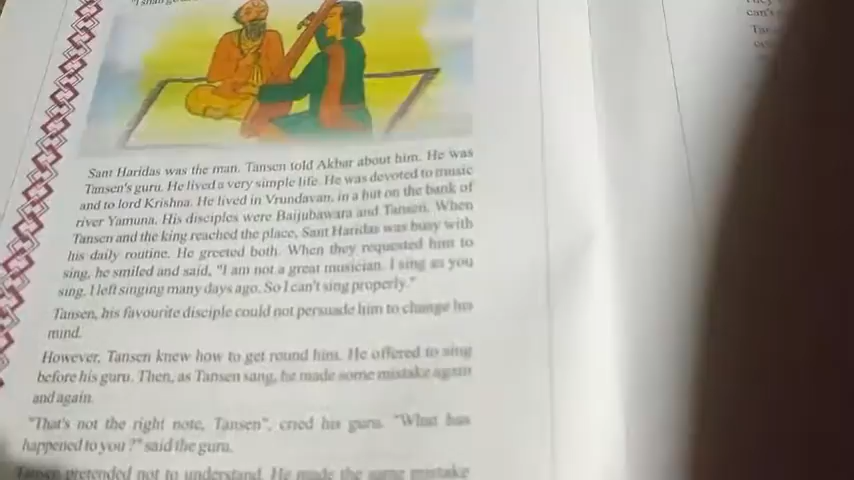 Sant Haridas was the man. Tansen told Akbar about him. He was
Tansen's guru. He lived a very simple life. He was devoted to music
and to lord Krishna. He lived in Vrundavan, in a hut on the bank of
river Yamuna. His disciples were Baijubawara and Tansen. When
Tansen and the king reached the place, Sant Haridas was busy with
his daily routine. He greeted both. When they requested him to
sing, he smiled and said, "I am not a great musician. I sing as you
sing. I left singing many days ago. So I can't sing properly."
Tansen, his favourite disciple could not persuade him to change his
mind.
However, Tansen knew how to get round him. He offered to sing
before his guru. Then, as Tansen sang, he made some mistake again
and again.
"That's not the right note, Tansen", cried his guru. "What has
happened to you ?" said the guru.
Tansen pretended not to understand. He made the same mistake
can't